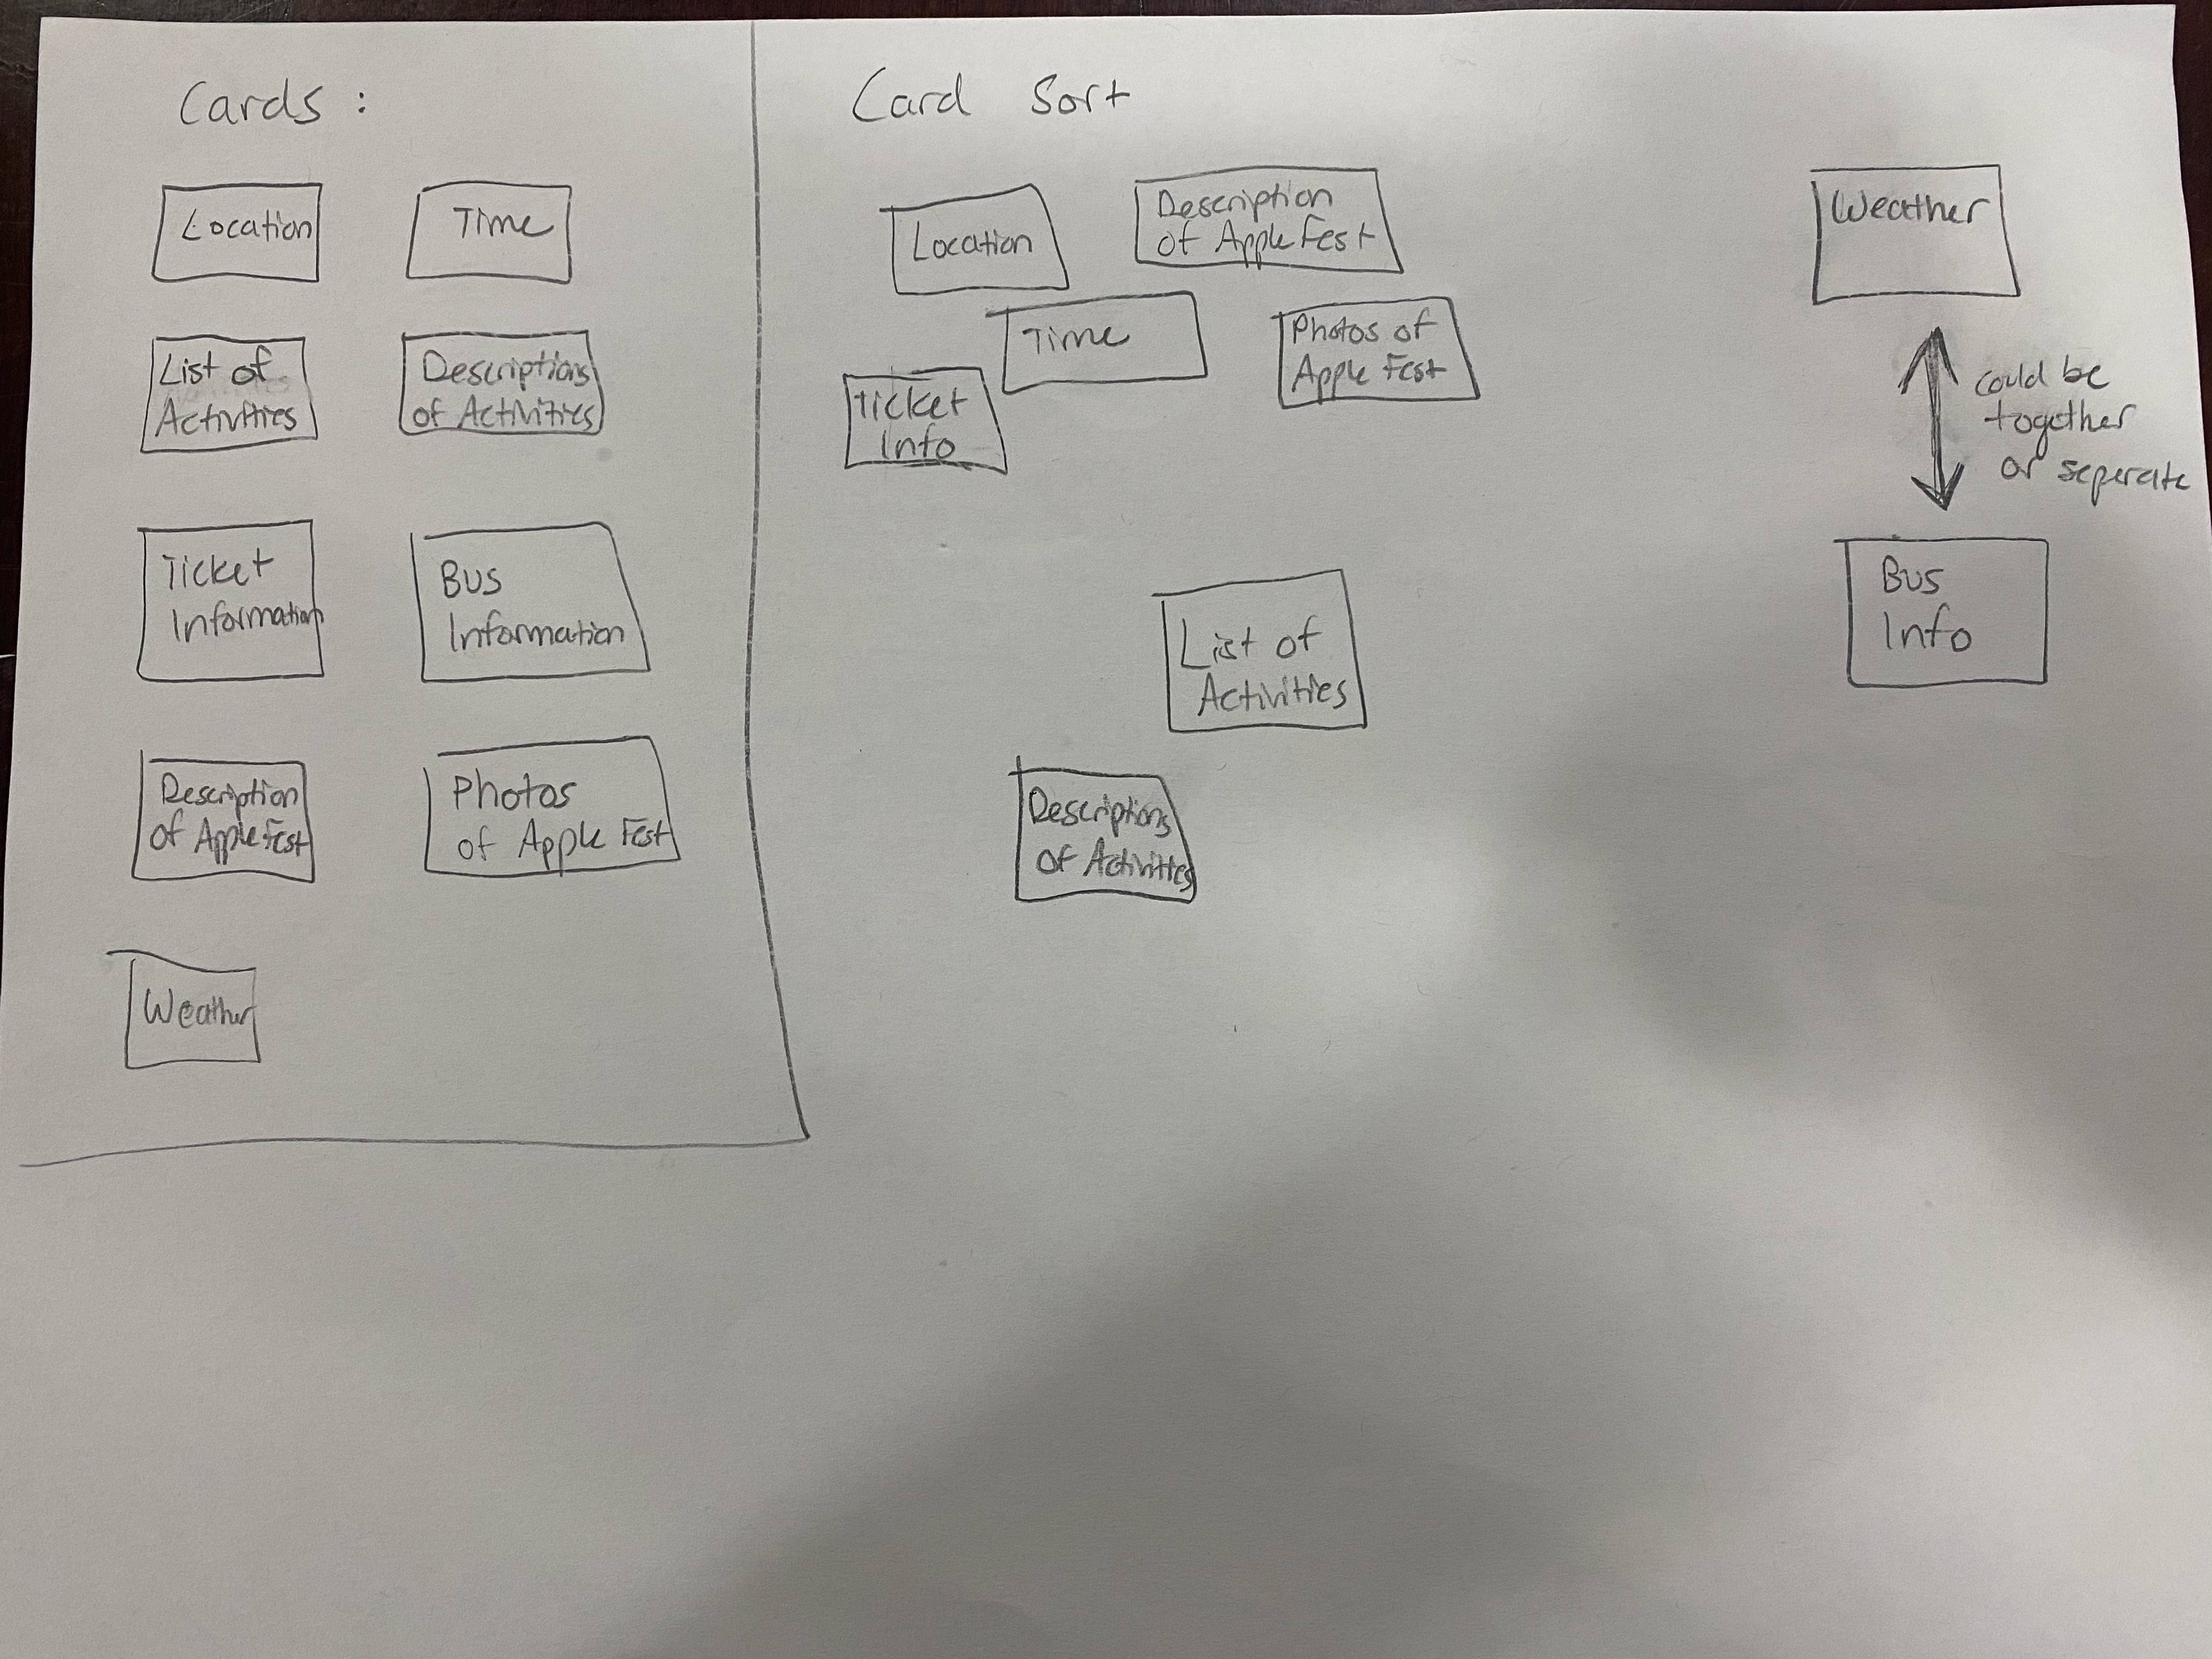 Cards :
Location
Time
List of
Activities
Descriptions
of Activities
Ticket
Information
Bus
Information
Description
of Apple Fest
Photos
of Apple Fest
Weather
Card Sort
Location
Description
of Apple Fest
Time
Photos of
Apple Fest
Ticket
Info
List of
Activities
Descriptions
of Activities
Weather
could be
together
or seperate
Bus
Info